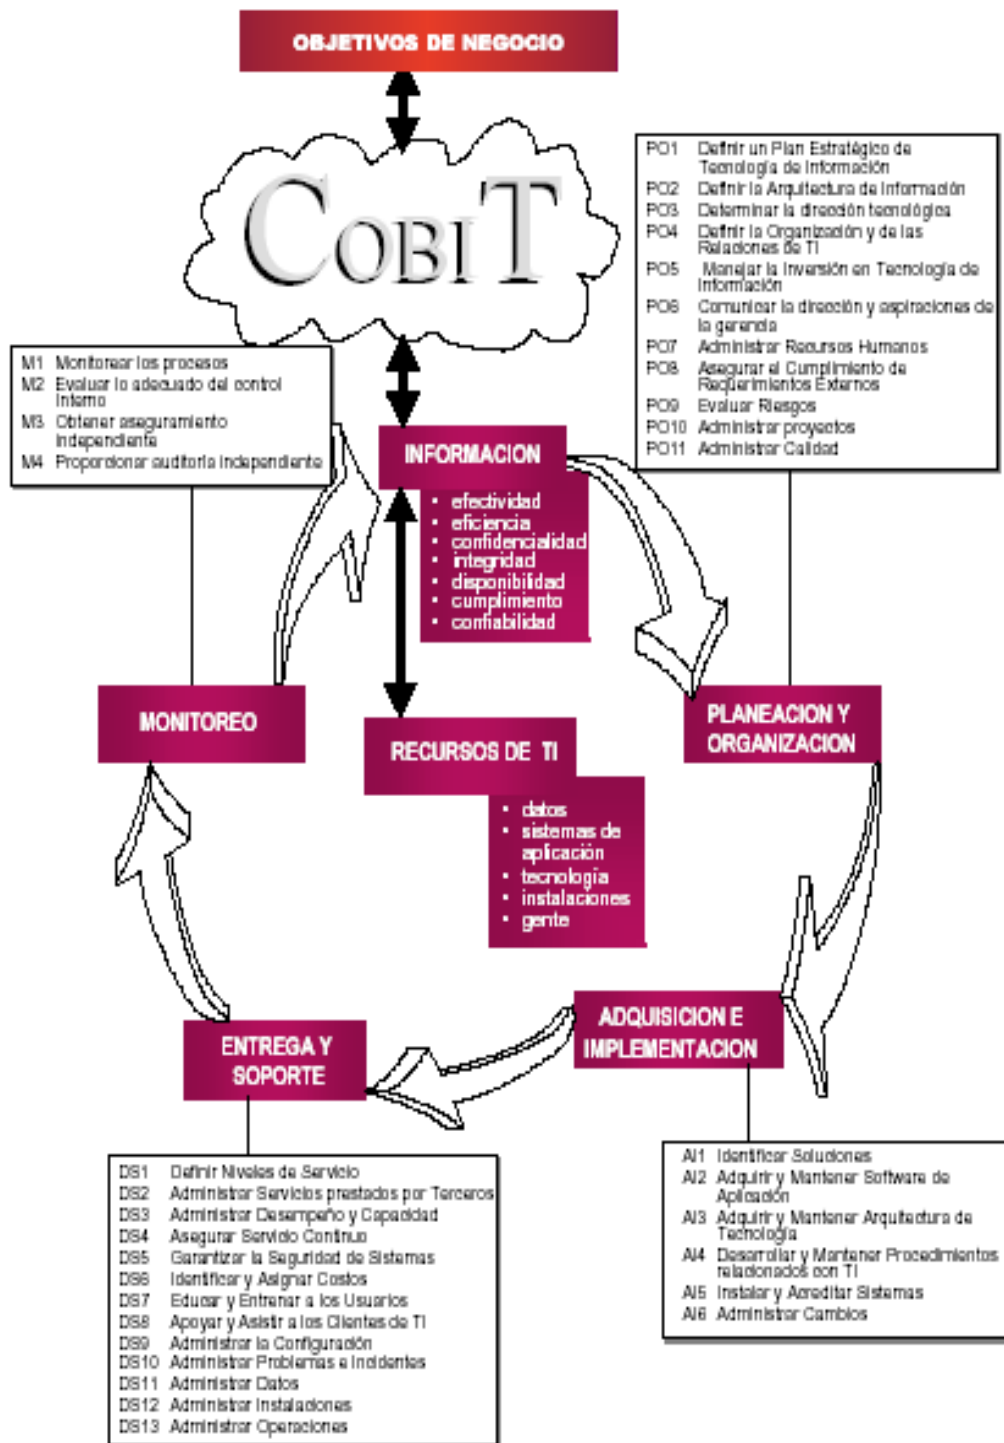 OBJETIVOS DE NEGOCIO
COBIT
PO1 Definir un Plan Estratégico de
Tecnología de Información
PO2 Definir la Arquitectura de Información
PO3 Determinar la dirección tecnológica
PO4 Definir la Organización y de las
Relaciones de TI
PO5 Manejar la Inversión en Tecnología de
Información
PO6 Comunicar la dirección y aspiraciones de
la gerencia
PO7 Administrar Recursos Humanos
PO8 Asegurar el Cumplimiento de
Requerimientos Externos
PO9 Evaluar Riesgos
PO10 Administrar proyectos
PO11 Administrar Calidad
M1 Monitorear los procesos
M2 Evaluar lo adecuado del control
Interno
M3 Obtener aseguramiento
independiente
M4 Proporcionar auditoría independiente
INFORMACION
• efectividad
• eficiencia
• confidencialidad
• integridad
• disponibilidad
• cumplimiento
• confiabilidad
MONITOREO
PLANEACION Y
ORGANIZACION
RECURSOS DE TI
• datos
• sistemas de
aplicación
• tecnología
• instalaciones
• gente
ADQUISICION E
IMPLEMENTACION
ENTREGA Y
SOPORTE
DS1 Definir Niveles de Servicio
DS2 Administrar Servicios prestados por Terceros
DS3 Administrar Desempeño y Capacidad
DS4 Asegurar Servicio Continuo
DS5 Garantizar la Seguridad de Sistemas
DS6 Identificar y Asignar Costos
DS7 Educar y Entrenar a los Usuarios
DS8 Apoyar y Asistir a los Clientes de TI
DS9 Administrar la Configuración
DS10 Administrar Problemas e Incidentes
DS11 Administrar Datos
DS12 Administrar Instalaciones
DS13 Administrar Operaciones
AI1 Identificar Soluciones
AI2 Adquirir y Mantener Software de
Aplicación
AI3 Adquirir y Mantener Arquitectura de
Tecnología
AI4 Desarrollar y Mantener Procedimientos
relacionados con TI
AI5 Instalar y Acreditar Sistemas
AI6 Administrar Cambios